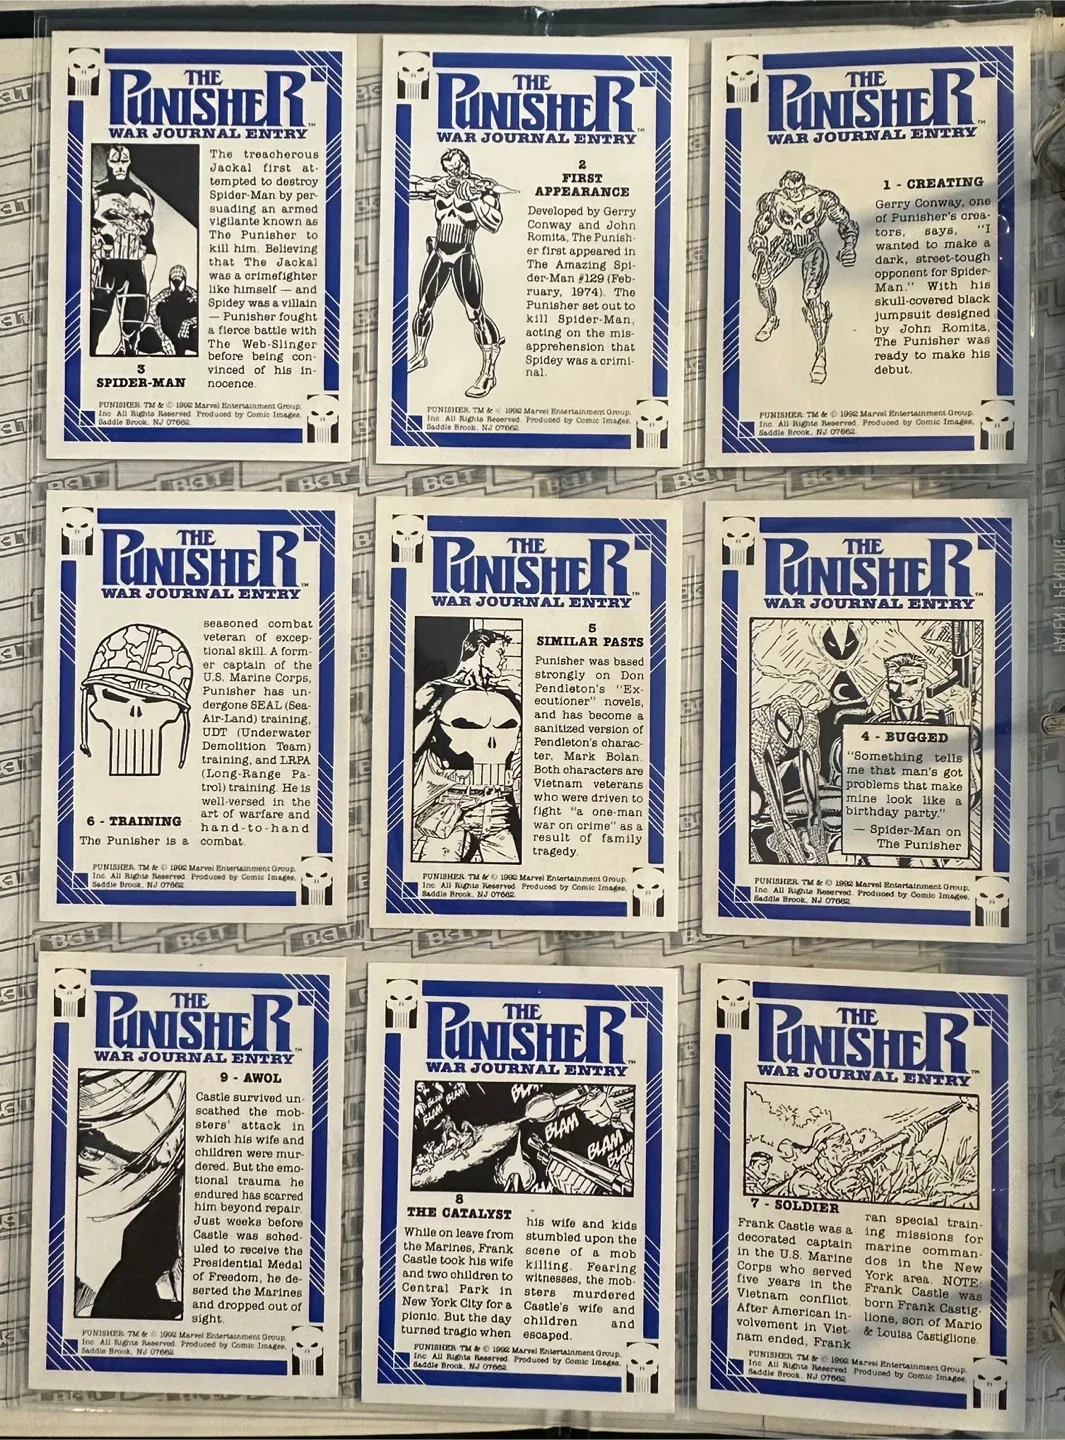 THE
PUNISHER™
WAR JOURNAL ENTRY
The treacherous
Jackal first at-
tempted to destroy
Spider-Man by per-
suading an armed
vigilante known as
The Punisher to
kill him. Believing
that The Jackal
was a crimefighter
like himself — and
Spidey was a villain
— Punisher fought
a fierce battle with
The Web-Slinger
before being con-
vinced of his in-
nocence.
3
SPIDER-MAN
PUNISHER TM & © 1992 Marvel Entertainment Group,
Inc. All Rights Reserved. Produced by Comic Images,
Saddle Brook, NJ 07662
THE
PUNISHER™
WAR JOURNAL ENTRY
2
FIRST
APPEARANCE
Developed by Gerry
Conway and John
Romita, The Punish-
er first appeared in
The Amazing Spi-
der-Man #129 (Feb-
ruary, 1974). The
Punisher set out to
kill Spider-Man,
acting on the mis-
apprehension that
Spidey was a crimi-
nal.
PUNISHER TM & © 1992 Marvel Entertainment Group,
Inc. All Rights Reserved. Produced by Comic Images,
Saddle Brook, NJ 07662
THE
PUNISHER™
WAR JOURNAL ENTRY
1 - CREATING
Gerry Conway, one
of Punisher's crea-
tors, says, "I
wanted to make a
dark, street-tough
opponent for Spider-
Man." With his
skull-covered black
jumpsuit designed
by John Romita,
The Punisher was
ready to make his
debut.
PUNISHER TM & © 1992 Marvel Entertainment Group,
Inc. All Rights Reserved. Produced by Comic Images,
Saddle Brook, NJ 07662.
THE
PUNISHER™
WAR JOURNAL ENTRY
6 - TRAINING
The Punisher is a
seasoned combat
veteran of excep-
tional skill. A form-
er captain of the
U.S. Marine Corps,
Punisher has un-
dergone SEAL (Sea-
Air-Land) training,
UDT (Underwater
Demolition Team)
training, and LRPA
(Long-Range Pa-
trol) training. He is
well-versed in the
art of warfare and
hand-to-hand
combat.
PUNISHER TM & © 1992 Marvel Entertainment Group,
Inc. All Rights Reserved. Produced by Comic Images,
Saddle Brook, NJ 07662
THE
PUNISHER™
WAR JOURNAL ENTRY
5
SIMILAR PASTS
Punisher was based
strongly on Don
Pendleton's "Ex-
ecutioner" novels,
and has become a
sanitized version of
Pendleton's charac-
ter, Mark Bolan.
Both characters are
Vietnam veterans
who were driven to
fight "a one-man
war on crime" as a
result of family
tragedy.
PUNISHER TM & © 1992 Marvel Entertainment Group,
Inc. All Rights Reserved. Produced by Comic Images,
Saddle Brook, NJ 07662.
THE
PUNISHER™
WAR JOURNAL ENTRY
4 - BUGGED
"Something tells
me that man's got
problems that make
mine look like a
birthday party."
— Spider-Man on
The Punisher
PUNISHER TM & © 1992 Marvel Entertainment Group,
Inc. All Rights Reserved. Produced by Comic Images,
Saddle Brook, NJ 07662.
THE
PUNISHER™
WAR JOURNAL ENTRY
9 - AWOL
Castle survived un-
scathed the mob-
sters' attack in
which his wife and
children were mur-
dered. But the emo-
tional trauma he
endured has scarred
him beyond repair.
Just weeks before
Castle was sched-
uled to receive the
Presidential Medal
of Freedom, he de-
serted the Marines
and dropped out of
sight.
PUNISHER TM & © 1992 Marvel Entertainment Group,
Inc. All Rights Reserved. Produced by Comic Images,
Saddle Brook, NJ 07662
THE
PUNISHER™
WAR JOURNAL ENTRY
BLAM
BLAM
BLAM
BLAM
BLAM
BLAM
BLAM
8
THE CATALYST
While on leave from
the Marines, Frank
Castle took his wife
and two children to
Central Park in
New York City for a
picnic. But the day
turned tragic when
his wife and kids
stumbled upon the
scene of a mob
killing. Fearing
witnesses, the mob-
sters murdered
Castle's wife and
children and
escaped.
PUNISHER TM & © 1992 Marvel Entertainment Group,
Inc. All Rights Reserved. Produced by Comic Images,
Saddle Brook, NJ 07662
THE
PUNISHER™
WAR JOURNAL ENTRY
7 - SOLDIER
Frank Castle was a
decorated captain
in the U.S. Marine
Corps who served
five years in the
Vietnam conflict.
After American in-
volvement in Viet-
nam ended, Frank
ran special train-
ing missions for
marine comman-
dos in the New
York area. NOTE:
Frank Castle was
born Frank Castig-
lione, son of Mario
& Louisa Castiglione.
PUNISHER TM & © 1992 Marvel Entertainment Group,
Inc. All Rights Reserved. Produced by Comic Images,
Saddle Brook, NJ 07662